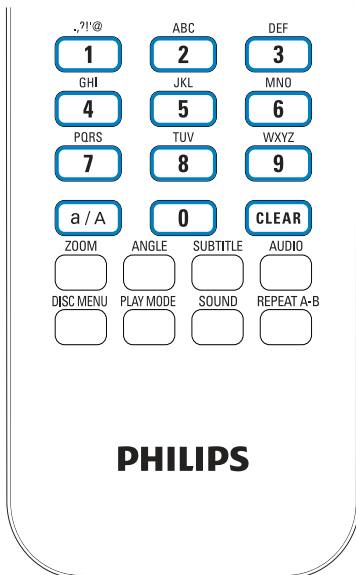 .,?!'@ ABC DEF
1 2 3
GHI JKL MNO
4 5 6
PQRS TUV WXYZ
7 8 9
a / A 0 CLEAR
ZOOM ANGLE SUBTITLE AUDIO
DISC MENU PLAY MODE SOUND REPEAT A-B
PHILIPS